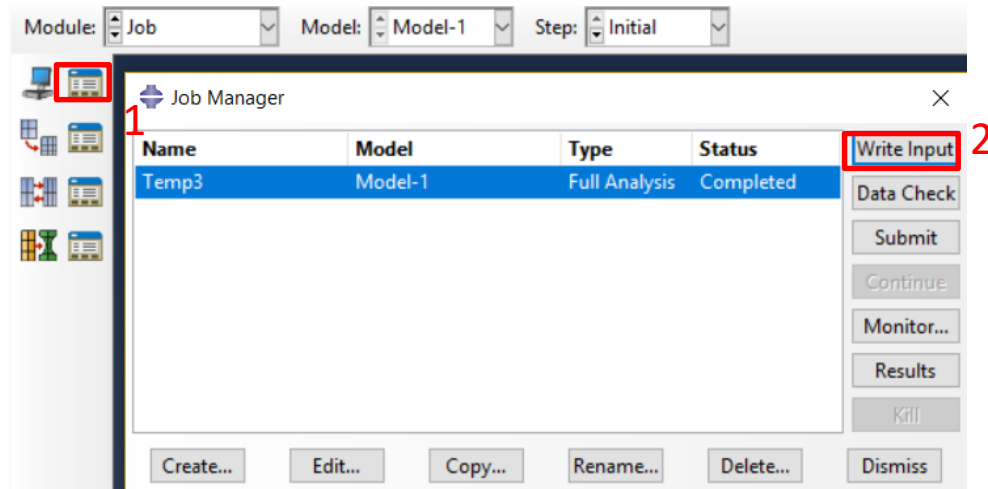 Module: Job Model: Model-1 Step: Initial
1
Job Manager
2
Name Model Type Status Write Input
Temp3 Model-1 Full Analysis Completed Data Check
Submit
Continue
Monitor...
Results
Kill
Create... Edit... Copy... Rename... Delete... Dismiss